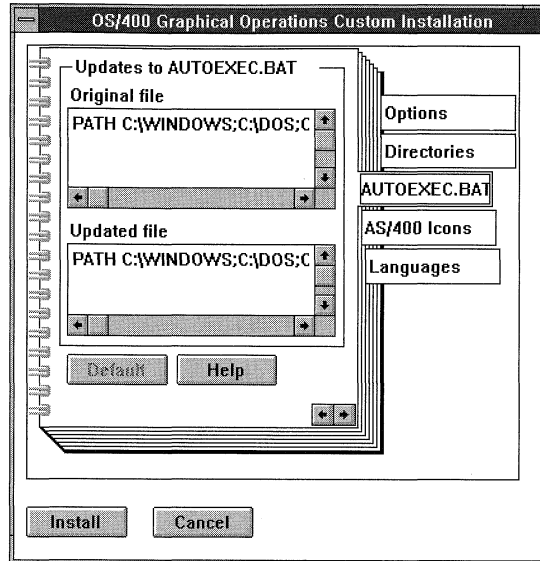 OS/400 Graphical Operations Custom Installation
Updates to AUTOEXEC.BAT
Original file
PATH C:\WINDOWS;C:\DOS;C
Updated file
PATH C:\WINDOWS;C:\DOS;C
Default
Help
Options
Directories
AUTOEXEC.BAT
AS/400 Icons
Languages
Install
Cancel